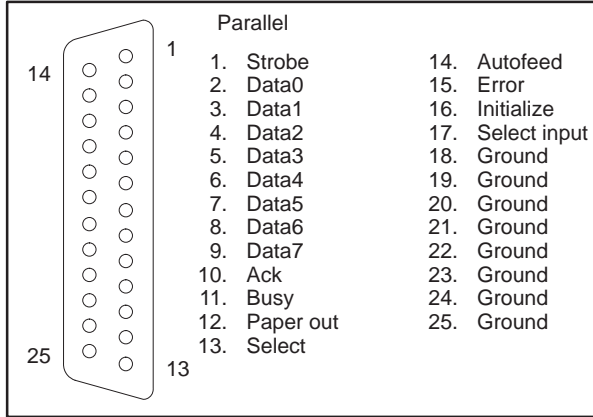 Parallel
1
14
25
13
1. Strobe
2. Data0
3. Data1
4. Data2
5. Data3
6. Data4
7. Data5
8. Data6
9. Data7
10. Ack
11. Busy
12. Paper out
13. Select
14. Autofeed
15. Error
16. Initialize
17. Select input
18. Ground
19. Ground
20. Ground
21. Ground
22. Ground
23. Ground
24. Ground
25. Ground